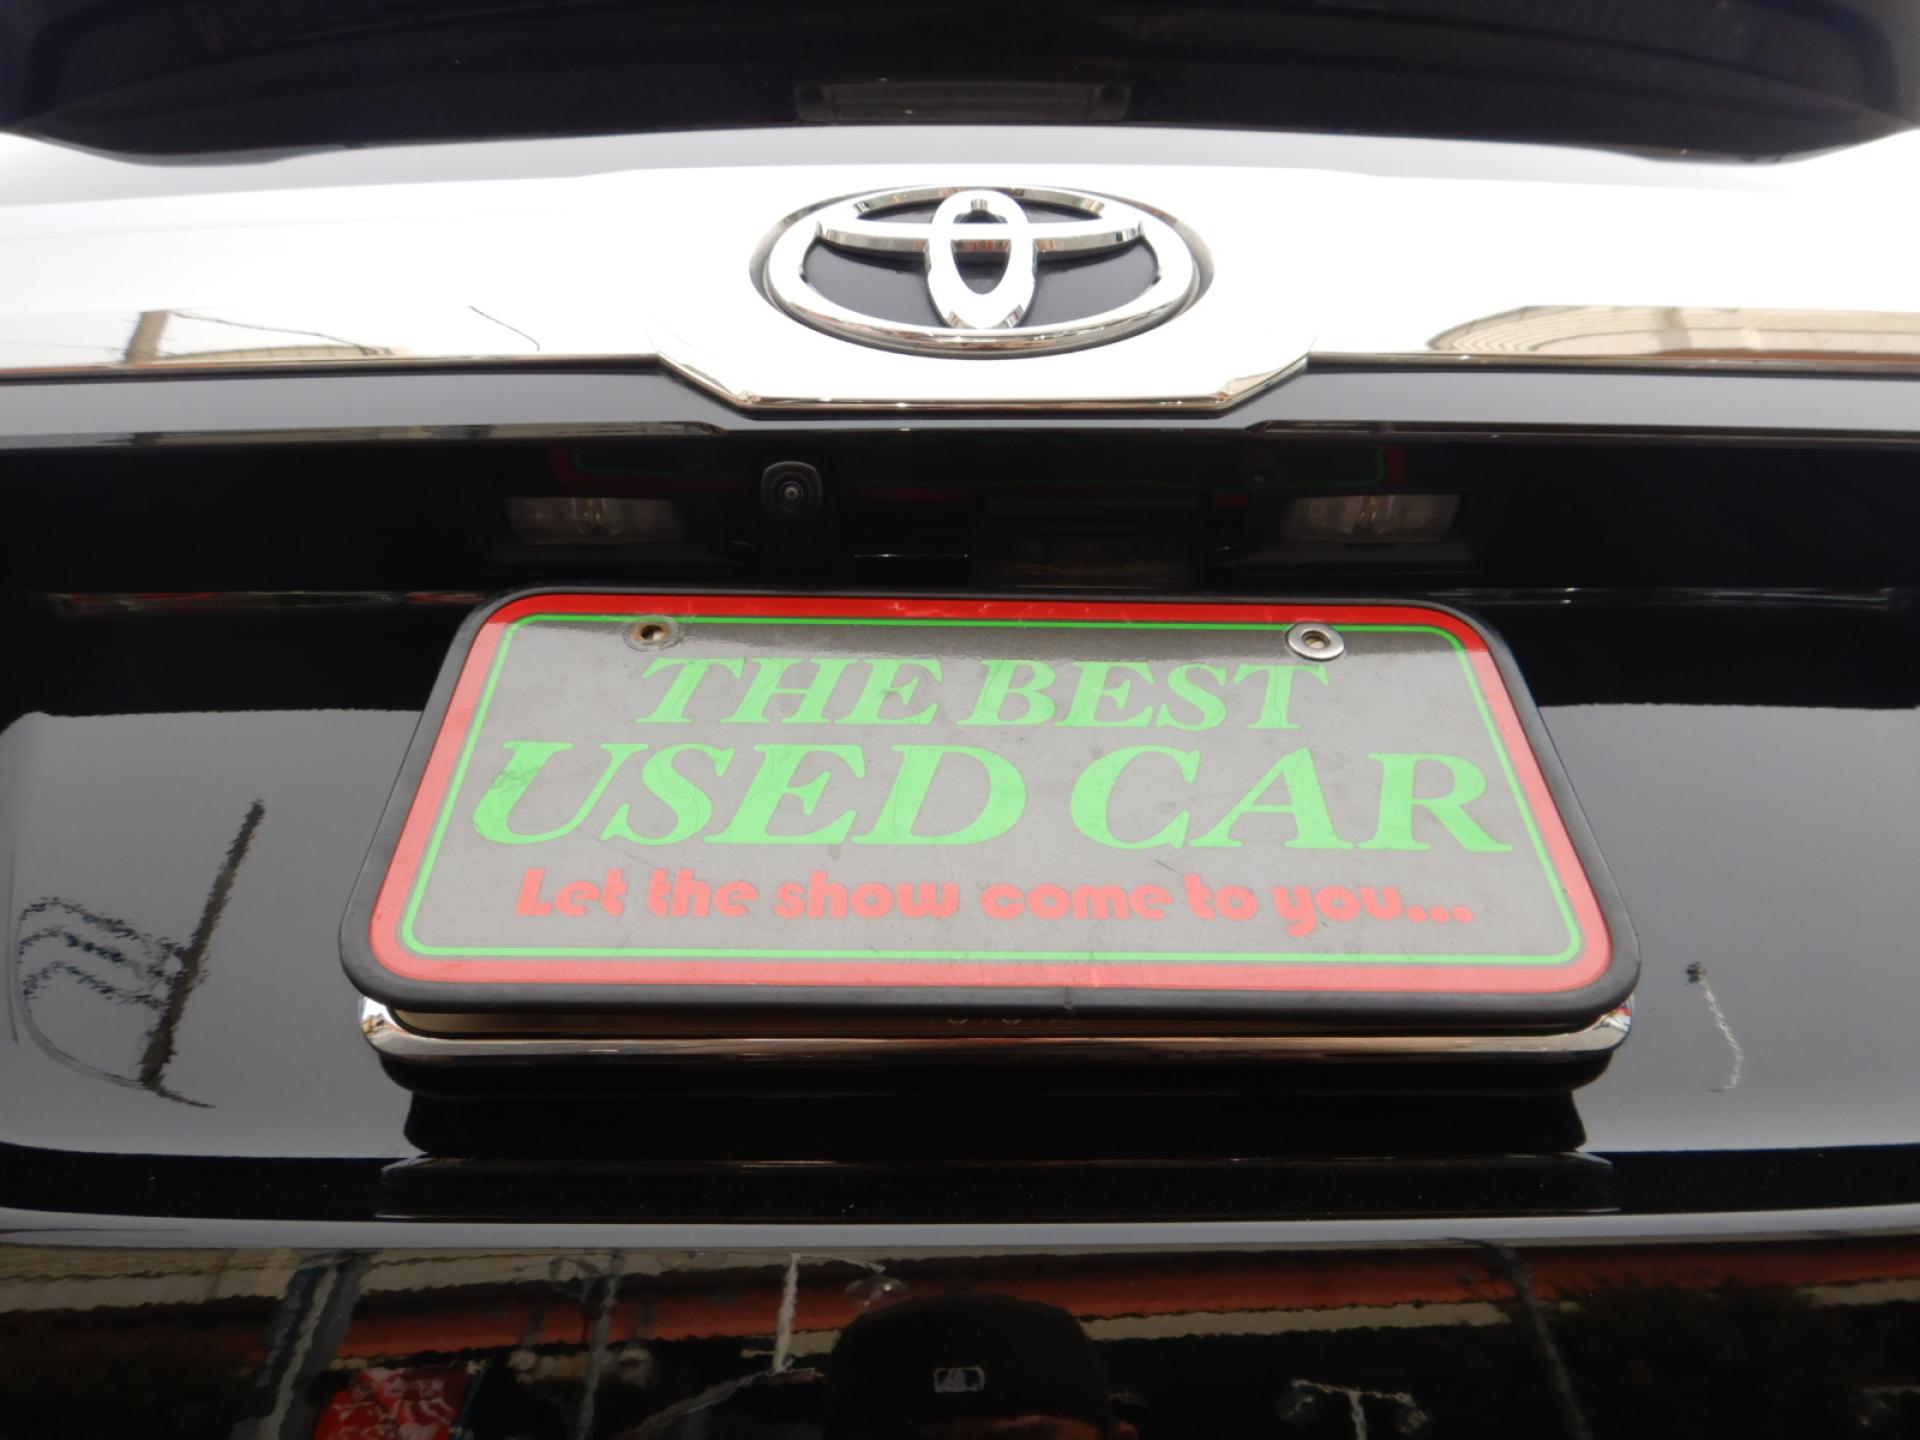 THE BEST
USED CAR
Let the show come to you...